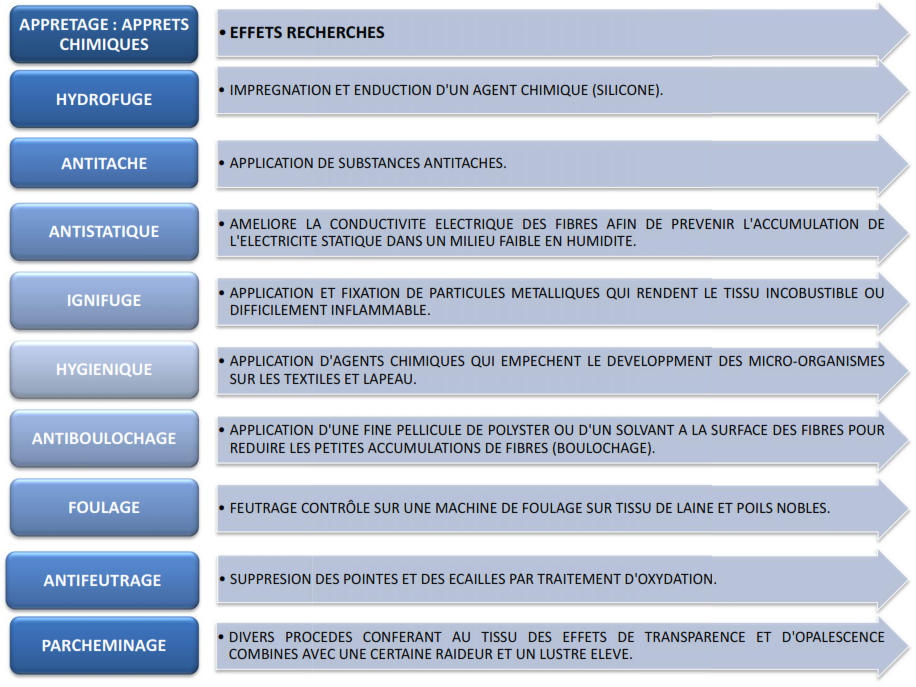 APPRETAGE : APPRETS
CHIMIQUES
• EFFETS RECHERCHES
HYDROFUGE
• IMPREGNATION ET ENDUCTION D'UN AGENT CHIMIQUE (SILICONE).
ANTITACHE
• APPLICATION DE SUBSTANCES ANTITACHES.
ANTISTATIQUE
• AMELIORE LA CONDUCTIVITE ELECTRIQUE DES FIBRES AFIN DE PREVENIR L'ACCUMULATION DE
L'ELECTRICITE STATIQUE DANS UN MILIEU FAIBLE EN HUMIDITE.
IGNIFUGE
• APPLICATION ET FIXATION DE PARTICULES METALLIQUES QUI RENDENT LE TISSU INCOBUSTIBLE OU
DIFFICILEMENT INFLAMMABLE.
HYGIENIQUE
• APPLICATION D'AGENTS CHIMIQUES QUI EMPECHENT LE DEVELOPPMENT DES MICRO-ORGANISMES
SUR LES TEXTILES ET LAPEAU.
ANTIBOULOCHAGE
• APPLICATION D'UNE FINE PELLICULE DE POLYSTER OU D'UN SOLVANT A LA SURFACE DES FIBRES POUR
REDUIRE LES PETITES ACCUMULATIONS DE FIBRES (BOULOCHAGE).
FOULAGE
• FEUTRAGE CONTRÔLE SUR UNE MACHINE DE FOULAGE SUR TISSU DE LAINE ET POILS NOBLES.
ANTIFEUTRAGE
• SUPPRESION DES POINTES ET DES ECAILLES PAR TRAITEMENT D'OXYDATION.
PARCHEMINAGE
• DIVERS PROCEDES CONFERANT AU TISSU DES EFFETS DE TRANSPARENCE ET D'OPALESCENCE
COMBINES AVEC UNE CERTAINE RAIDEUR ET UN LUSTRE ELEVE.